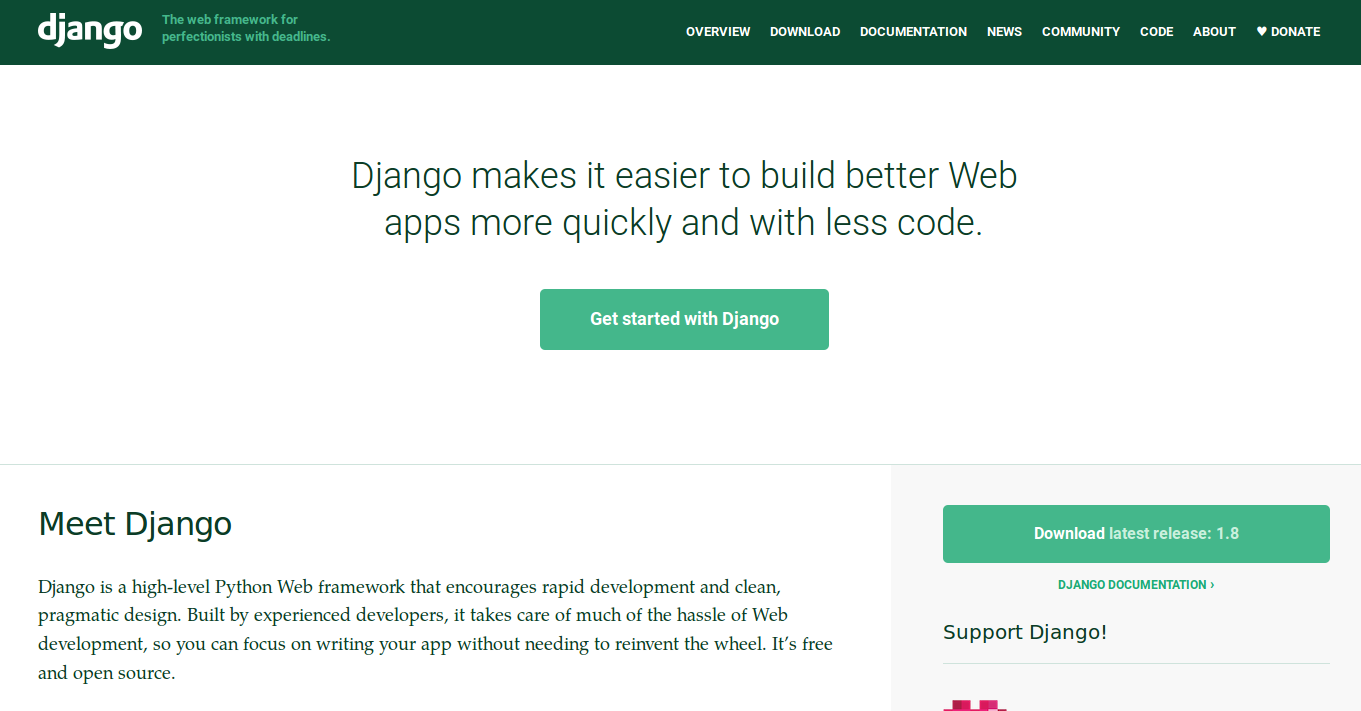 django
The web framework for
perfectionists with deadlines.
OVERVIEW DOWNLOAD DOCUMENTATION NEWS COMMUNITY CODE ABOUT ♥ DONATE
Django makes it easier to build better Web
apps more quickly and with less code.
Get started with Django
Meet Django
Django is a high-level Python Web framework that encourages rapid development and clean,
pragmatic design. Built by experienced developers, it takes care of much of the hassle of Web
development, so you can focus on writing your app without needing to reinvent the wheel. It’s free
and open source.
Download latest release: 1.8
DJANGO DOCUMENTATION ›
Support Django!